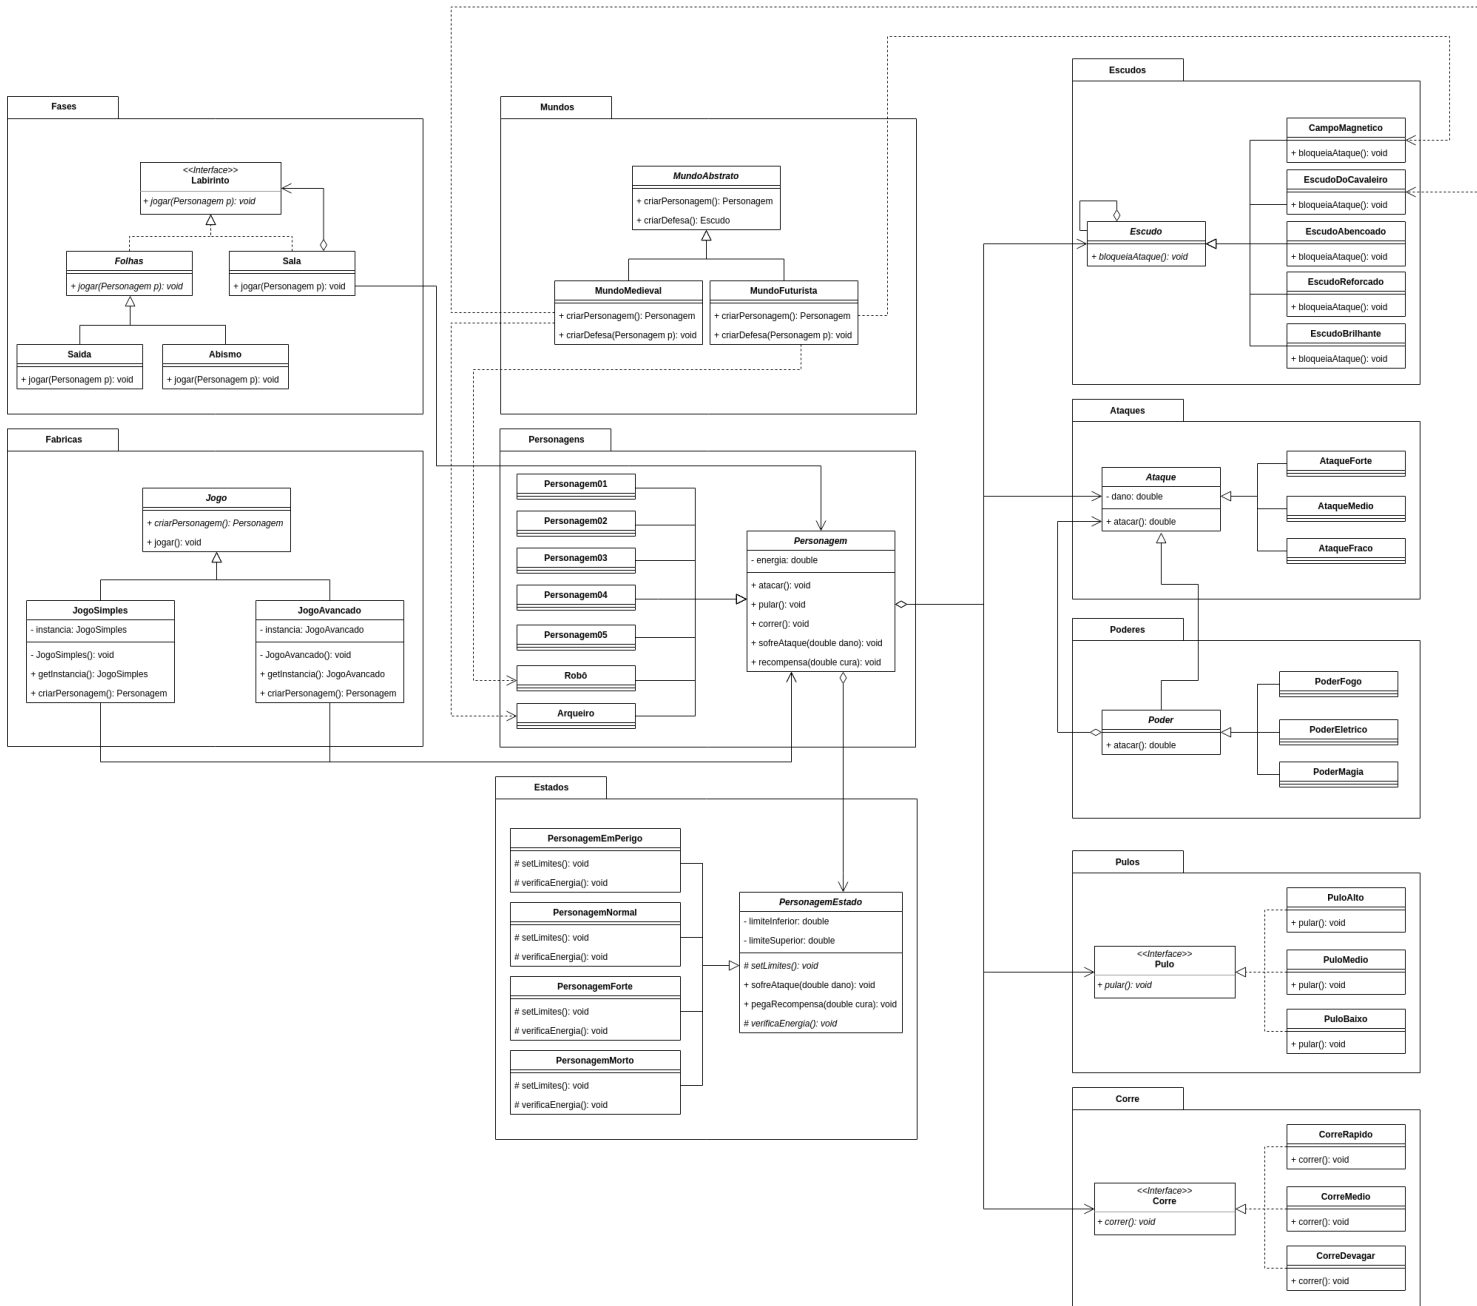 Fases
<<Interface>>
Labirinto
+ jogar(Personagem p): void
Folhas
+ jogar(Personagem p): void
Sala
+ jogar(Personagem p): void
Saida
+ jogar(Personagem p): void
Abismo
+ jogar(Personagem p): void
Mundos
MundoAbstrato
+ criarPersonagem(): Personagem
+ criarDefesa(): Escudo
MundoMedieval
+ criarPersonagem(): Personagem
+ criarDefesa(Personagem p): void
MundoFuturista
+ criarPersonagem(): Personagem
+ criarDefesa(Personagem p): void
Escudos
CampoMagnetico
+ bloqueiaAtaque(): void
EscudoDoCavaleiro
+ bloqueiaAtaque(): void
Escudo
+ bloqueiaAtaque(): void
EscudoAbencoado
+ bloqueiaAtaque(): void
EscudoReforcado
+ bloqueiaAtaque(): void
EscudoBrilhante
+ bloqueiaAtaque(): void
Fabricas
Jogo
+ criarPersonagem(): Personagem
+ jogar(): void
JogoSimples
- instancia: JogoSimples
- JogoSimples(): void
+ getInstancia(): JogoSimples
+ criarPersonagem(): Personagem
JogoAvancado
- instancia: JogoAvancado
- JogoAvancado(): void
+ getInstancia(): JogoAvancado
+ criarPersonagem(): Personagem
Personagens
Personagem01
Personagem02
Personagem03
Personagem04
Personagem05
Robô
Arqueiro
Personagem
- energia: double
+ atacar(): void
+ pular(): void
+ correr(): void
+ sofreAtaque(double dano): void
+ recompensa(double cura): void
Ataques
Ataque
- dano: double
+ atacar(): double
AtaqueForte
AtaqueMedio
AtaqueFraco
Poderes
Poder
+ atacar(): double
PoderFogo
PoderEletrico
PoderMagia
Estados
PersonagemEmPerigo
# setLimites(): void
# verificaEnergia(): void
PersonagemNormal
# setLimites(): void
# verificaEnergia(): void
PersonagemForte
# setLimites(): void
# verificaEnergia(): void
PersonagemMorto
# setLimites(): void
# verificaEnergia(): void
PersonagemEstado
- limiteInferior: double
- limiteSuperior: double
# setLimites(): void
+ sofreAtaque(double dano): void
+ pegaRecompensa(double cura): void
# verificaEnergia(): void
Pulos
<<Interface>>
Pulo
+ pular(): void
PuloAlto
+ pular(): void
PuloMedio
+ pular(): void
PuloBaixo
+ pular(): void
Corre
<<Interface>>
Corre
+ correr(): void
CorreRapido
+ correr(): void
CorreMedio
+ correr(): void
CorreDevagar
+ correr(): void